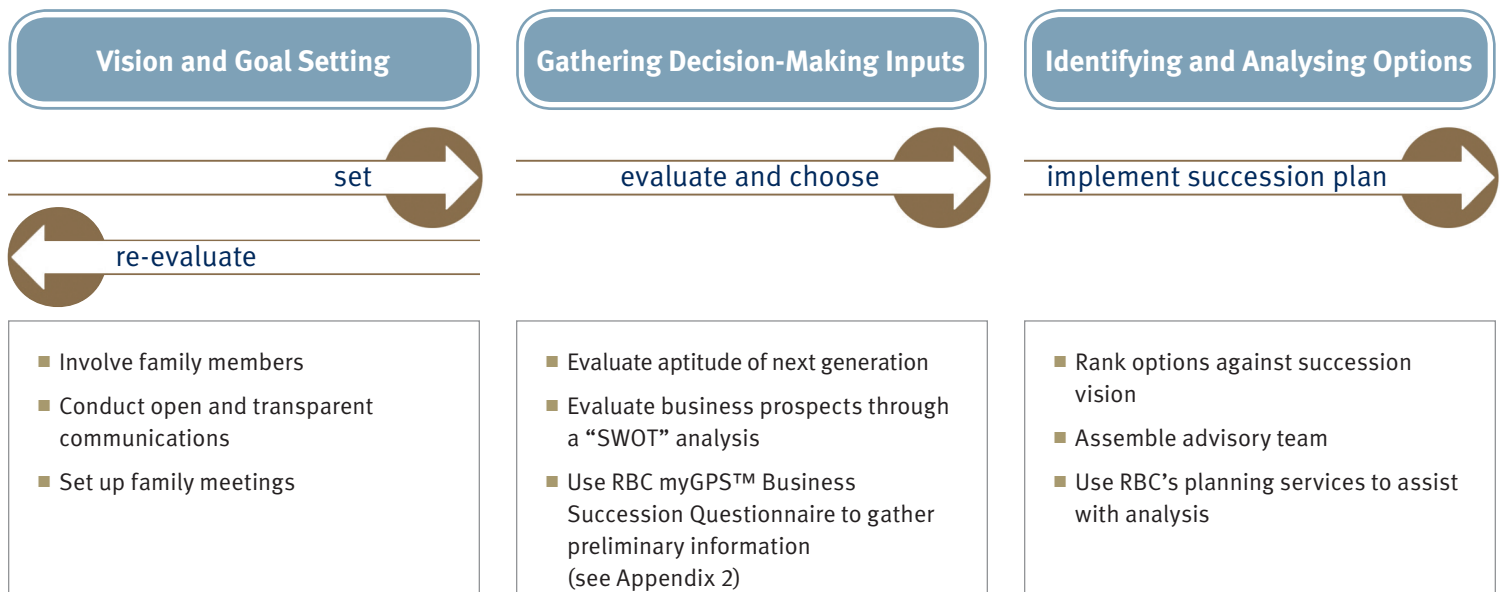 Vision and Goal Setting
set
re-evaluate
■ Involve family members
■ Conduct open and transparent
communications
■ Set up family meetings
Gathering Decision-Making Inputs
evaluate and choose
■ Evaluate aptitude of next generation
■ Evaluate business prospects through
a “SWOT” analysis
■ Use RBC myGPS™ Business
Succession Questionnaire to gather
preliminary information
(see Appendix 2)
Identifying and Analysing Options
implement succession plan
■ Rank options against succession
vision
■ Assemble advisory team
■ Use RBC’s planning services to assist
with analysis